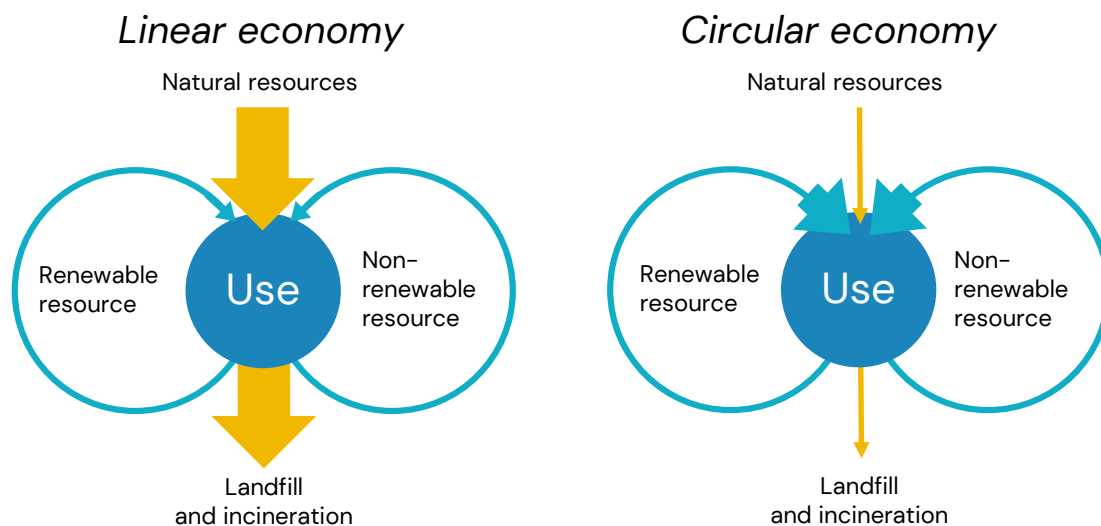 Linear economy
Natural resources
Renewable
resource
Use
Non-
renewable
resource
Landfill
and incineration
Circular economy
Natural resources
Renewable
resource
Use
Non-
renewable
resource
Landfill
and incineration